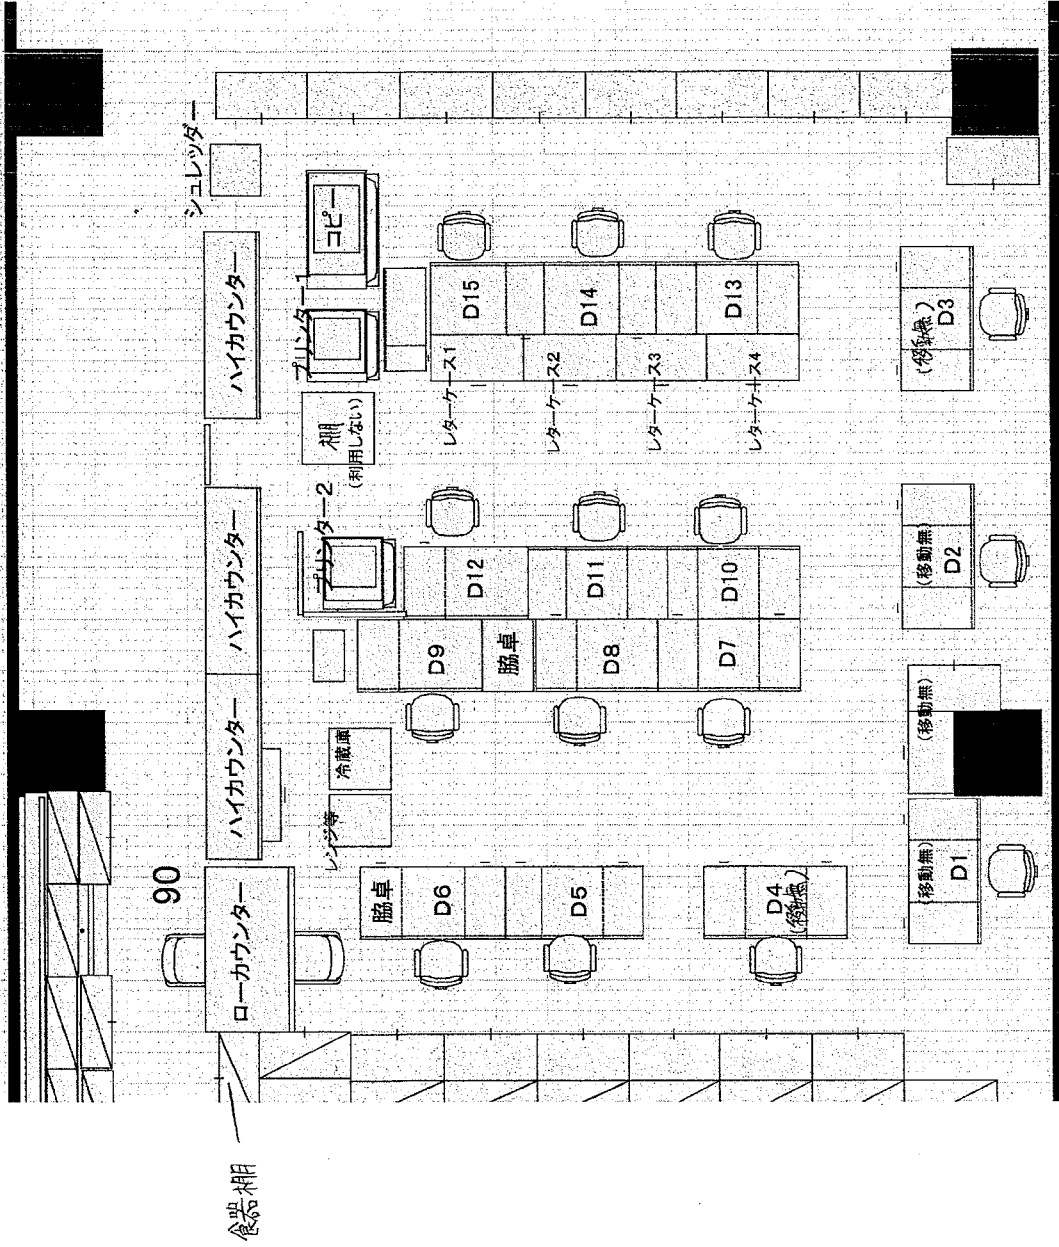 シュレッダー
コピー
プリンター1
ハイカウンター
棚
(利用しない)
プリンター2
ハイカウンター
ハイカウンター
90
ローカウンター
冷蔵庫
レンジ等
D15
D14
D13
レターケース1
レターケース2
レターケース3
レターケース4
(移動無)
D3
D12
D11
D10
D9
脇卓
D8
D7
(移動無)
D2
(移動無)
(移動無)
D1
脇卓
D6
D5
D4
(移動無)
食器棚